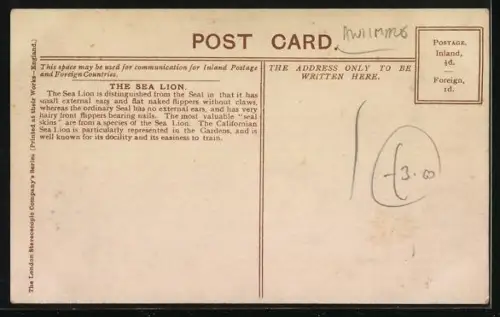 POST CARD.
POSTAGE.
Inland,
½d.
Foreign,
1d.
This space may be used for communication for Inland Postage
and Foreign Countries.
THE ADDRESS ONLY TO BE
WRITTEN HERE.
THE SEA LION.
The Sea Lion is distinguished from the Seal in that it has
small external ears and flat naked flippers without claws,
whereas the ordinary Seal has no external ears, and has very
hairy front flippers bearing nails. The most valuable "seal
skins" are from a species of the Sea Lion. The Californian
Sea Lion is particularly represented in the Gardens, and is
well known for its docility and its easiness to train.
£3.00
The London Stereoscopic Company's Series (Printed at their Works—England.)